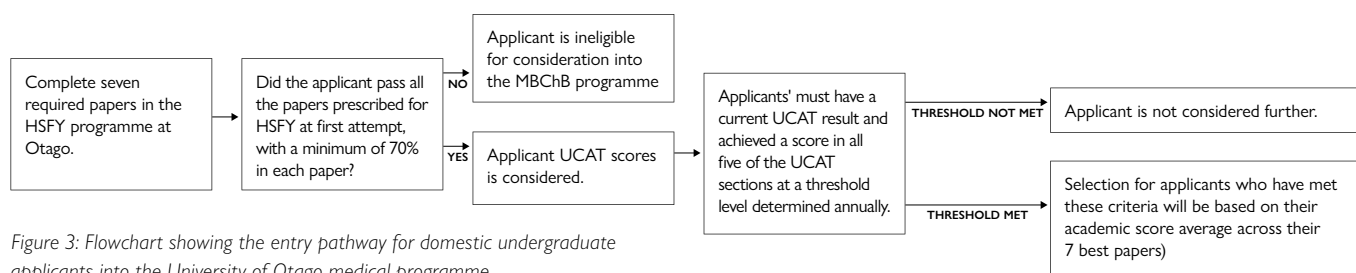 Complete seven
required papers in the
HSFY programme at
Otago.
Did the applicant pass all
the papers prescribed for
HSFY at first attempt,
with a minimum of 70%
in each paper?
NO
Applicant is ineligible
for consideration into
the MBChB programme
YES
Applicant UCAT scores
is considered.
Applicants' must have a
current UCAT result and
achieved a score in all
five of the UCAT
sections at a threshold
level determined annually.
THRESHOLD NOT MET
Applicant is not considered further.
THRESHOLD MET
Selection for applicants who have met
these criteria will be based on their
academic score average across their
7 best papers)
Figure 3: Flowchart showing the entry pathway for domestic undergraduate
applicants into the University of Otago medical programme